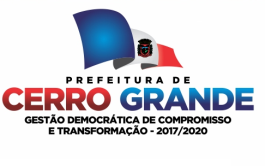 PREFEITURA DE
CERRO GRANDE
GESTÃO DEMOCRÁTICA DE COMPROMISSO
E TRANSFORMAÇÃO - 2017/2020